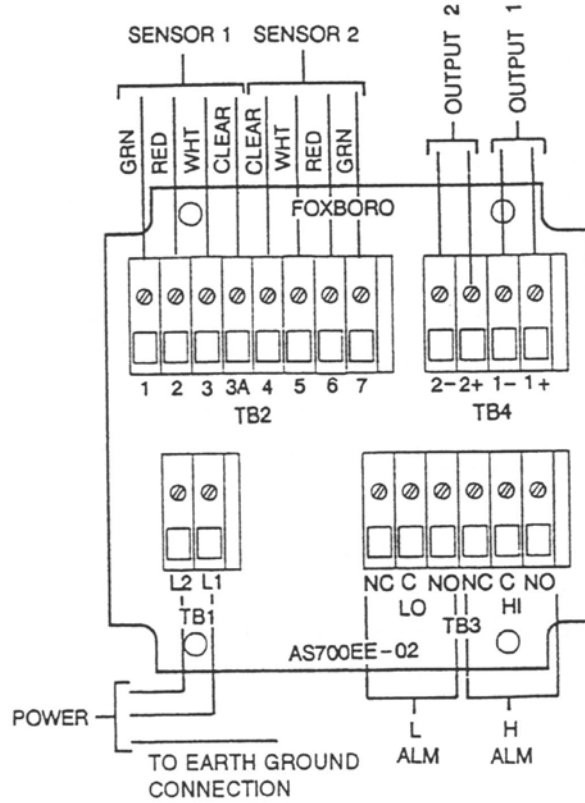 SENSOR 1 SENSOR 2
OUTPUT 2
OUTPUT 1
GRN
RED
WHT
CLEAR
CLEAR
WHT
RED
GRN
FOXBORO
1 2 3 3A 4 5 6 7
TB2
2- 2+ 1- 1+
TB4
L2 L1
TB1
NC C NO NC C NO
LO HI
TB3
AS700EE-02
POWER
L
ALM
H
ALM
TO EARTH GROUND
CONNECTION